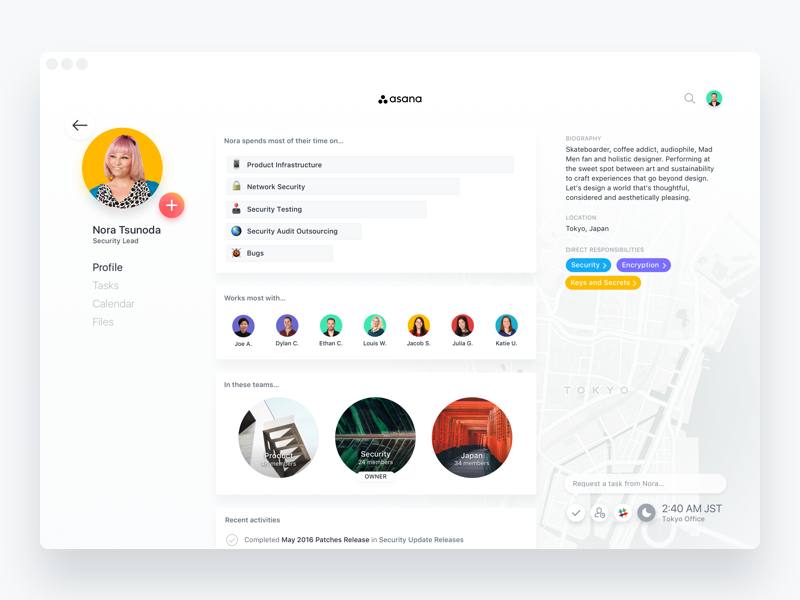 asana
Nora Tsunoda
Security Lead
Profile
Tasks
Calendar
Files
Nora spends most of their time on...
Product Infrastructure
Network Security
Security Testing
Security Audit Outsourcing
Bugs
Works most with...
Joe A.
Dylan C.
Ethan C.
Louis W.
Jacob S.
Julia G.
Katie U.
In these teams...
Product
members
Security
24 members
OWNER
Japan
34 members
Recent activities
Completed May 2016 Patches Release in Security Update Releases
BIOGRAPHY
Skateboarder, coffee addict, audiophile, Mad
Men fan and holistic designer. Performing at
the sweet spot between art and sustainability
to craft experiences that go beyond design.
Let's design a world that's thoughtful,
considered and aesthetically pleasing.
LOCATION
Tokyo, Japan
DIRECT RESPONSIBILITIES
Security
Encryption
Keys and Secrets
TOKYO
Request a task from Nora...
2:40 AM JST
Tokyo Office